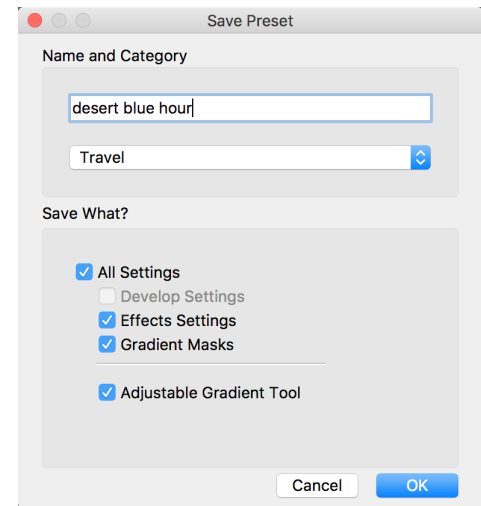 Save Preset
Name and Category
desert blue hour
Travel
Save What?
All Settings
Develop Settings
Effects Settings
Gradient Masks
Adjustable Gradient Tool
Cancel OK